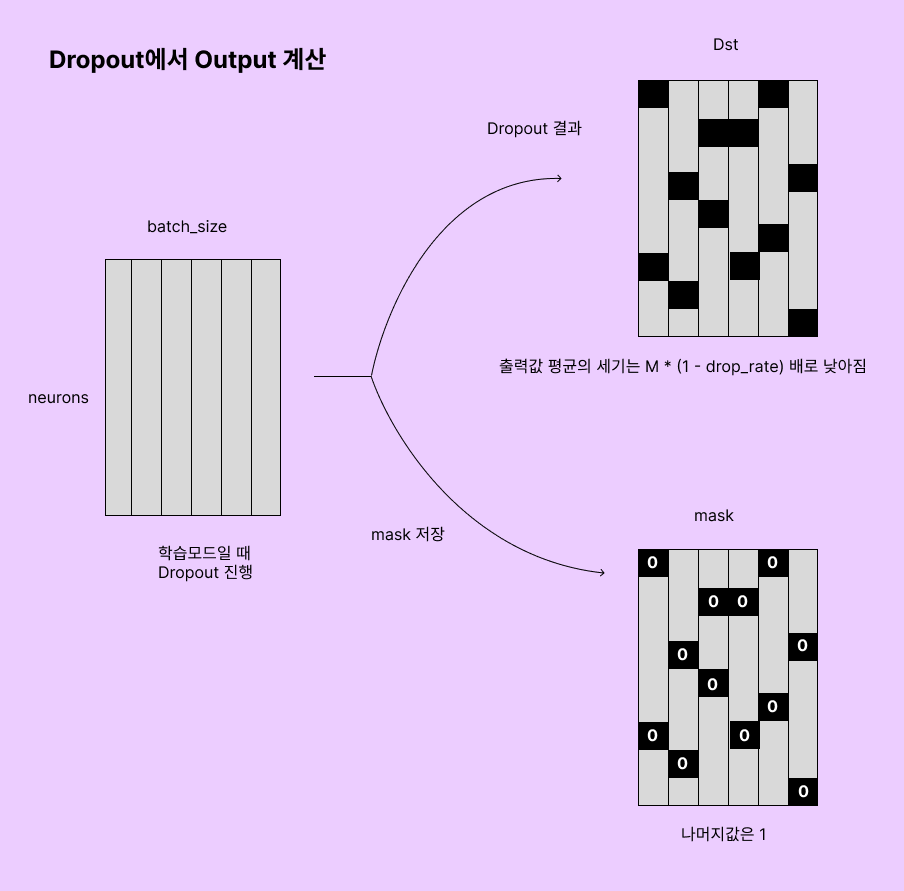 Dropout에서 Output 계산
Dst
Dropout 결과
batch_size
neurons
출력값 평균의 세기는 M * (1 - drop_rate) 배로 낮아짐
학습모드일 때
Dropout 진행
mask 저장
mask
0 0
0 0
0
0
0
0
0 0
0
0
나머지값은 1